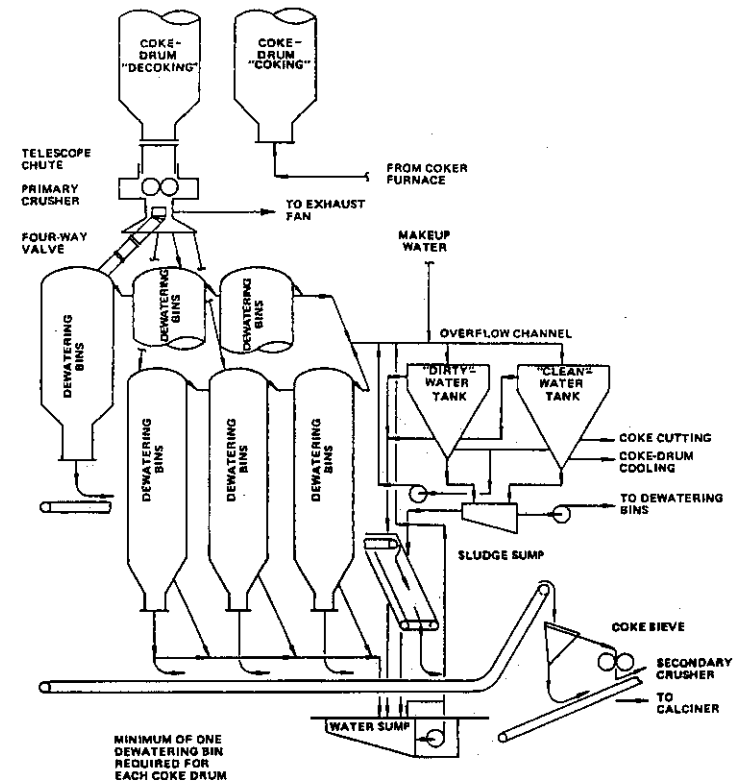 COKE-
DRUM
"DECOKING"
COKE-
DRUM
"COKING"
TELESCOPE
CHUTE
PRIMARY
CRUSHER
FOUR-WAY
VALVE
FROM COKER
FURNACE
TO EXHAUST
FAN
MAKEUP
WATER
DEWATERING
BINS
DEWATERING
BINS
DEWATERING
BINS
OVERFLOW CHANNEL
"DIRTY"
WATER
TANK
"CLEAN"
WATER
TANK
DEWATERING
BINS
DEWATERING
BINS
DEWATERING
BINS
COKE CUTTING
COKE-DRUM
COOLING
TO DEWATERING
BINS
SLUDGE SUMP
COKE SIEVE
SECONDARY
CRUSHER
TO
CALCINER
WATER SUMP
MINIMUM OF ONE
DEWATERING BIN
REQUIRED FOR
EACH COKE DRUM